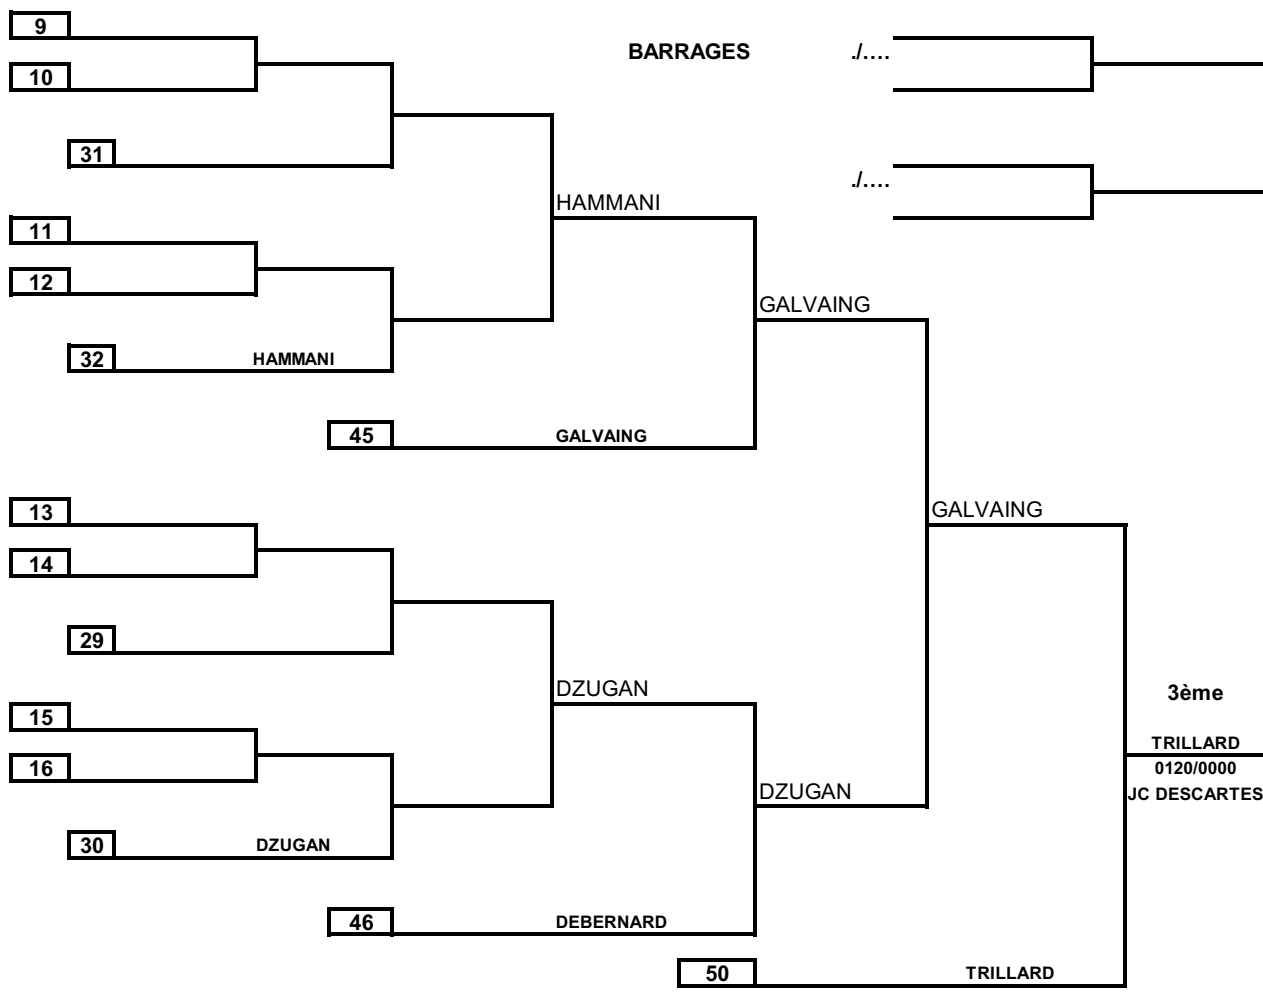 9
BARRAGES
./....
10
31
./....
HAMMANI
11
12
GALVAING
32
HAMMANI
45
GALVAING
13
GALVAING
14
29
DZUGAN
3ème
15
TRILLARD
16
0120/0000
DZUGAN
JC DESCARTES
30
DZUGAN
46
DEBERNARD
50
TRILLARD